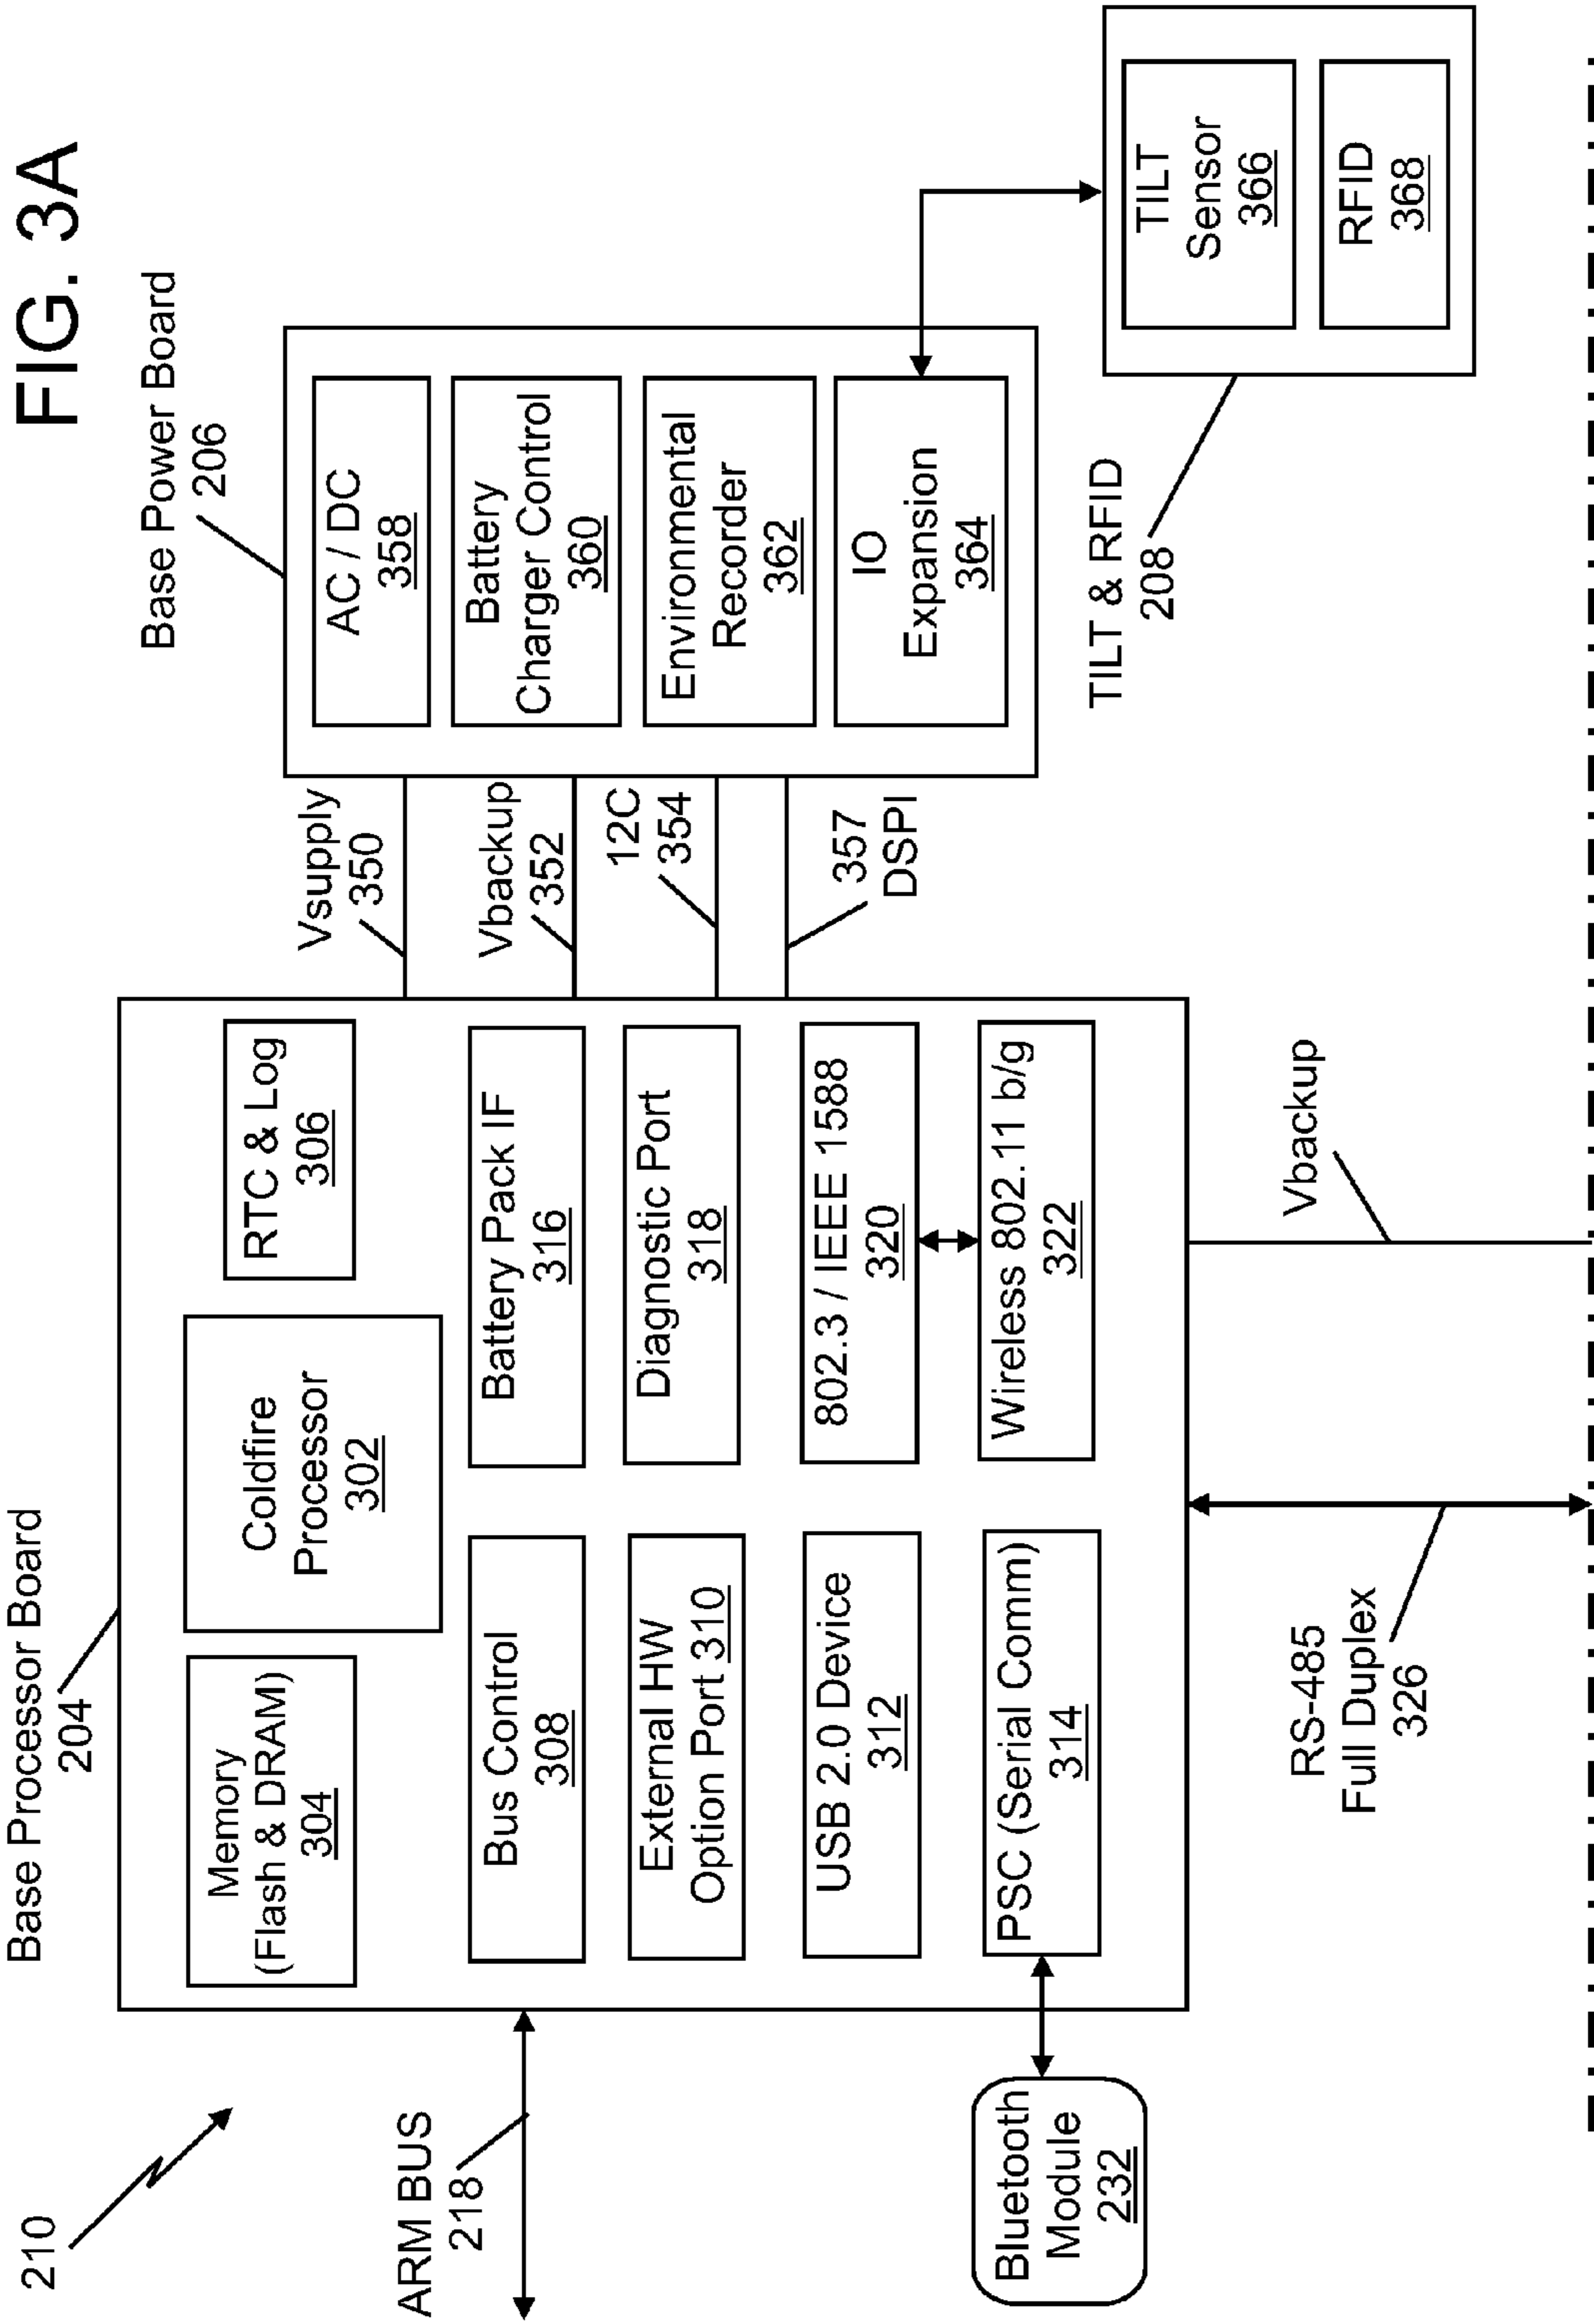 FIG. 3A
210
Base Processor Board
204
Memory
(Flash & DRAM)
304
Coldfire
Processor
302
RTC & Log
306
Bus Control
308
Battery Pack IF
316
External HW
Option Port 310
Diagnostic Port
318
USB 2.0 Device
312
802.3 / IEEE 1588
320
PSC (Serial Comm)
314
Wireless 802.11 b/g
322
ARM BUS
218
Bluetooth
Module
232
RS-485
Full Duplex
326
Vbackup
Vsupply
350
Vbackup
352
12C
354
357
DSPI
Base Power Board
206
AC / DC
358
Battery
Charger Control
360
Environmental
Recorder
362
IO
Expansion
364
TILT & RFID
208
TILT
Sensor
366
RFID
368